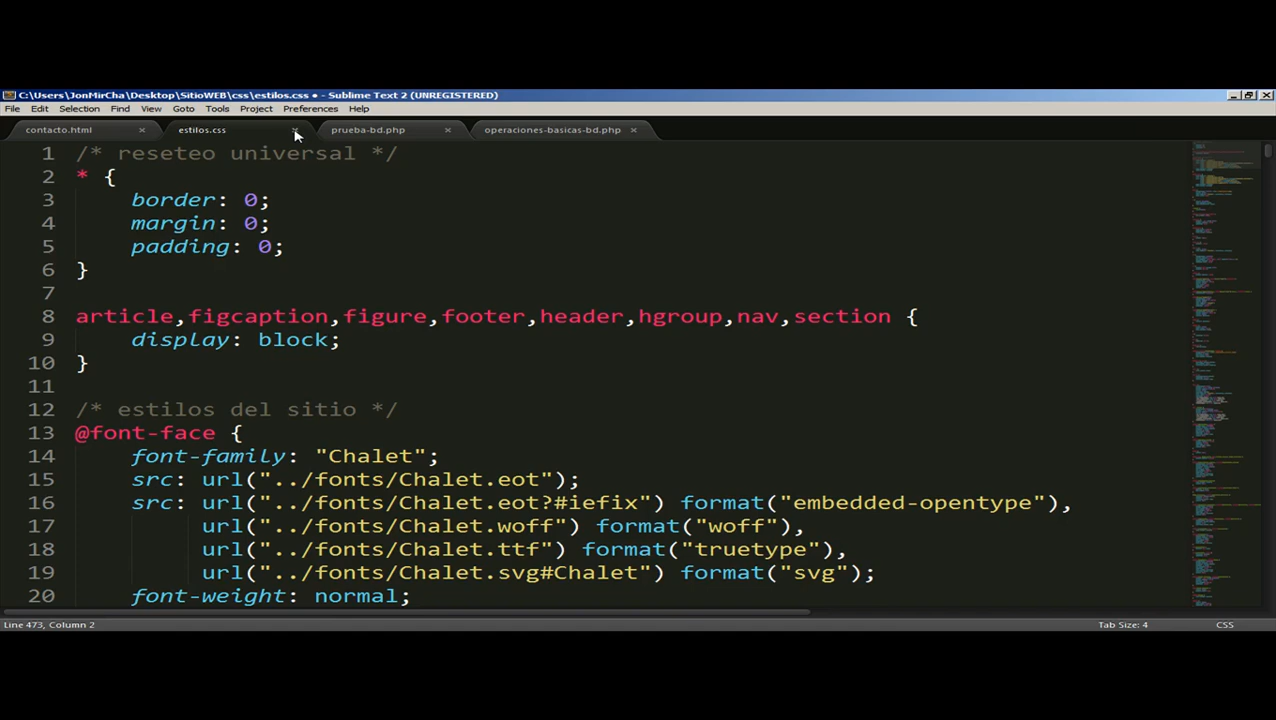 C:\Users\JonMirCha\Desktop\SitioWEB\css\estilos.css • - Sublime Text 2 (UNREGISTERED)
File Edit Selection Find View Goto Tools Project Preferences Help
contacto.html estilos.css prueba-bd.php operaciones-basicas-bd.php
1 /* reseteo universal */
2 * {
3 border: 0;
4 margin: 0;
5 padding: 0;
6 }
7
8 article,figcaption,figure,footer,header,hgroup,nav,section {
9 display: block;
10 }
11
12 /* estilos del sitio */
13 @font-face {
14 font-family: "Chalet";
15 src: url("../fonts/Chalet.eot");
16 src: url("../fonts/Chalet.eot?#iefix") format("embedded-opentype"),
17 url("../fonts/Chalet.woff") format("woff"),
18 url("../fonts/Chalet.ttf") format("truetype"),
19 url("../fonts/Chalet.svg#Chalet") format("svg");
20 font-weight: normal;
Line 473, Column 2 Tab Size: 4 CSS